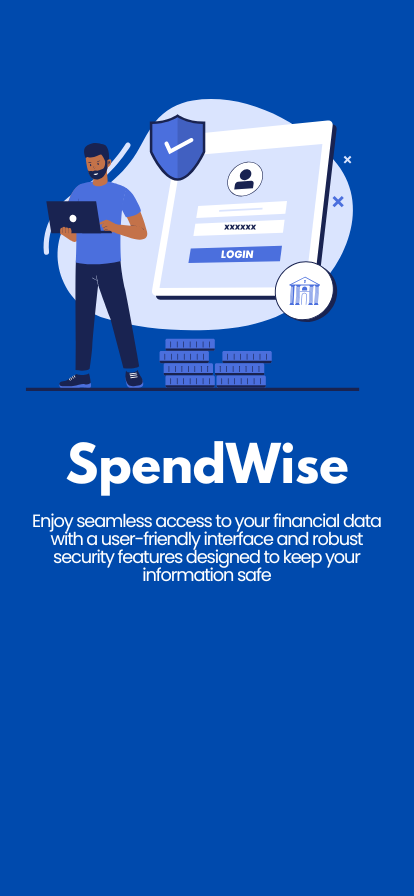 xxxxxx
LOGIN
SpendWise
Enjoy seamless access to your financial data
with a user-friendly interface and robust
security features designed to keep your
information safe